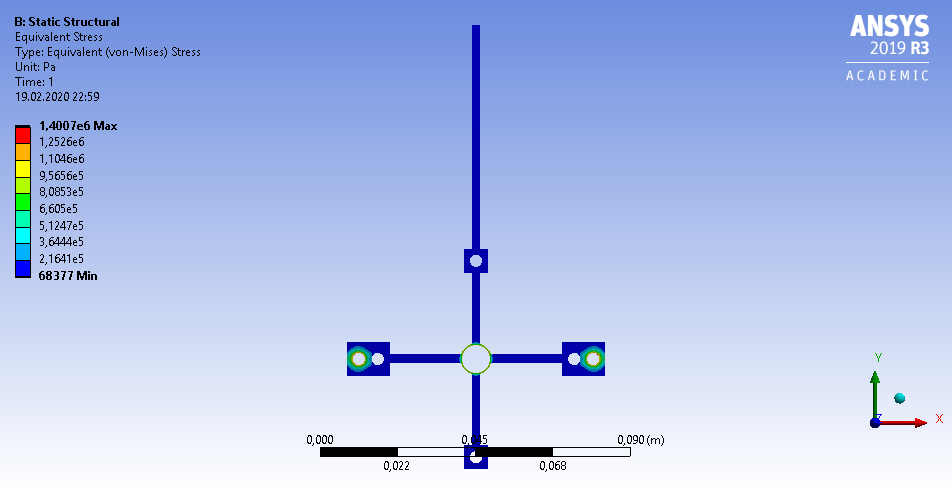 B: Static Structural
Equivalent Stress
Type: Equivalent (von-Mises) Stress
Unit: Pa
Time: 1
19.02.2020 22:59
1,4007e6 Max
1,2526e6
1,1046e6
9,5656e5
8,0853e5
6,605e5
5,1247e5
3,6444e5
2,1641e5
68377 Min
ANSYS
2019 R3
ACADEMIC
0,000
0,045
0,090 (m)
0,022
0,068
Y
X
Z